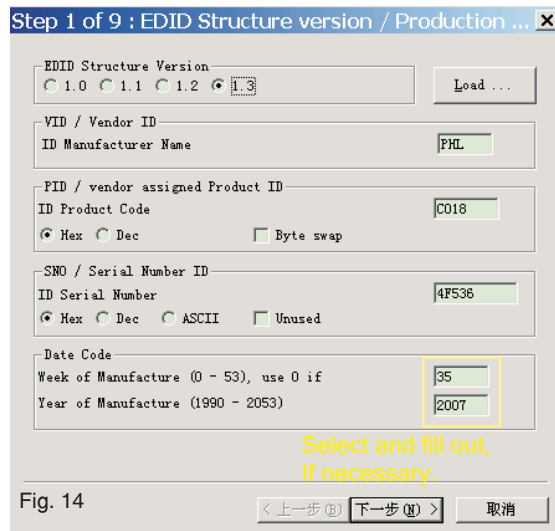 Step 1 of 9 : EDID Structure version / Production ...
EDID Structure Version
1.0 1.1 1.2 1.3
Load ...
VID / Vendor ID
ID Manufacturer Name PHL
PID / vendor assigned Product ID
ID Product Code C018
Hex Dec Byte swap
SNO / Serial Number ID
ID Serial Number 4F536
Hex Dec ASCII Unused
Date Code
Week of Manufacture (0 - 53), use 0 if 35
Year of Manufacture (1990 - 2053) 2007
Select and fill out,
If necessary.
Fig. 14
< 上一步(B) 下一步(N) > 取消